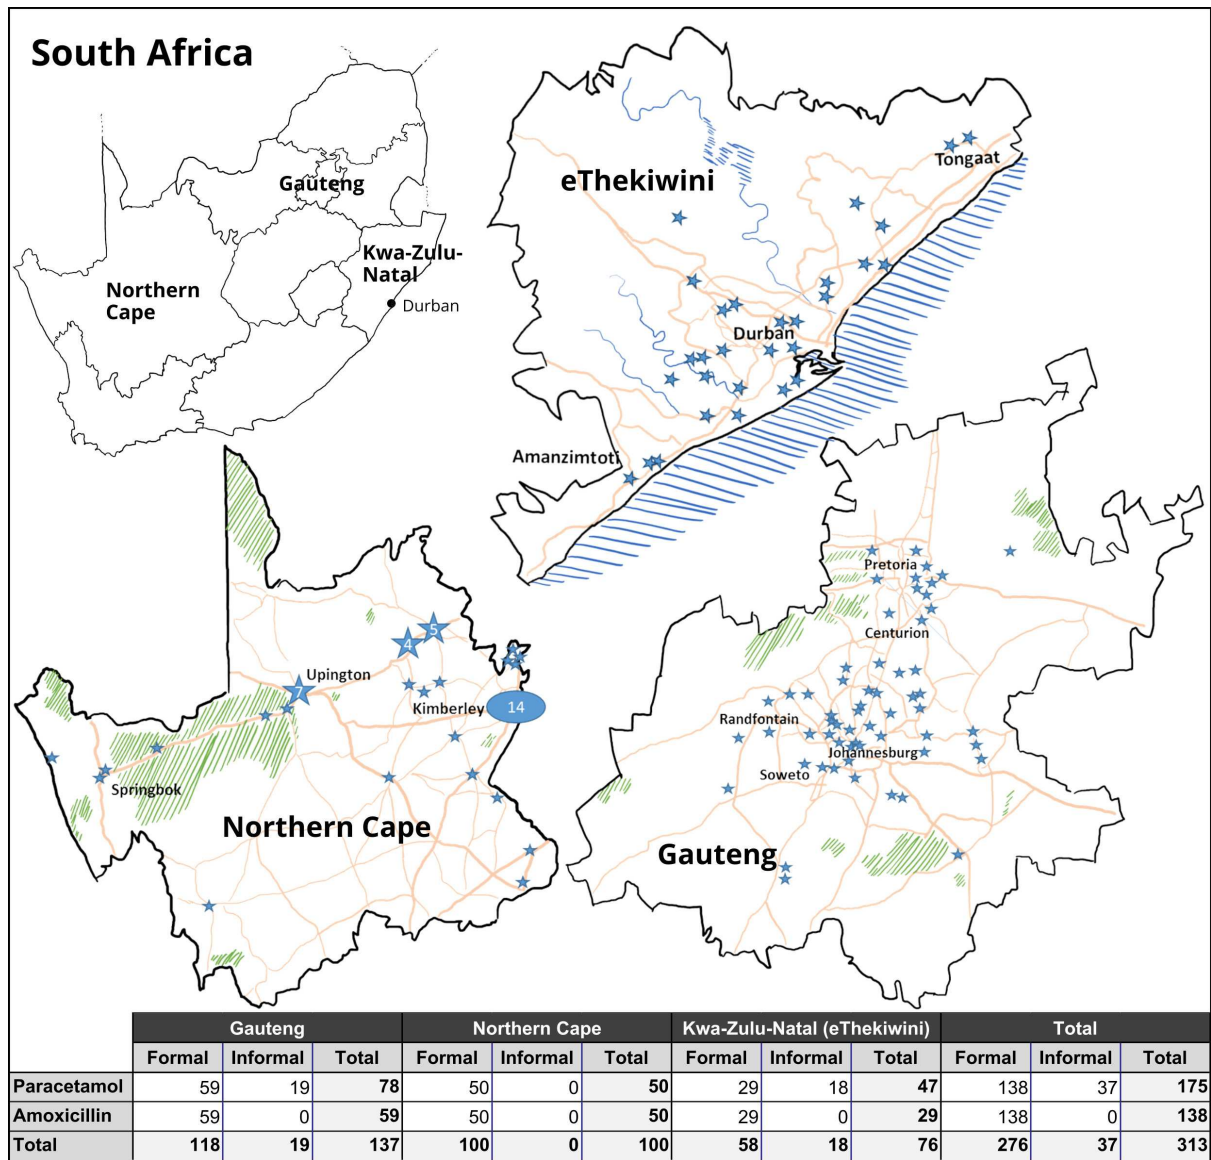 South Africa
Gauteng
Kwa-Zulu-
Natal
Northern
Cape
Durban
eThekiwini
Tongaat
Durban
Amanzimtoti
5
4
7
Upington
Kimberley
14
Springbok
Northern Cape
Pretoria
Centurion
Randfontain
Johannesburg
Soweto
Gauteng
Gauteng Northern Cape Kwa-Zulu-Natal (eThekiwini) Total
Formal Informal Total Formal Informal Total Formal Informal Total Formal Informal Total
Paracetamol 59 19 78 50 0 50 29 18 47 138 37 175
Amoxicillin 59 0 59 50 0 50 29 0 29 138 0 138
Total 118 19 137 100 0 100 58 18 76 276 37 313